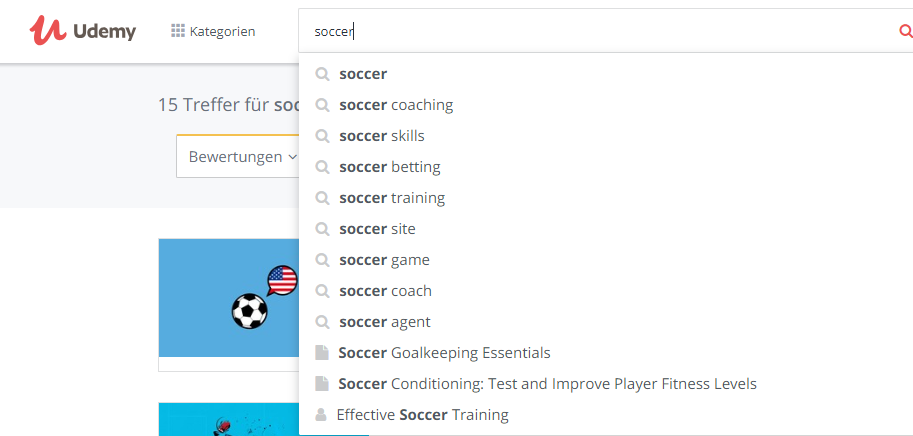 Udemy
Kategorien
soccer
15 Treffer für
Bewertungen
soccer
soccer coaching
soccer skills
soccer betting
soccer training
soccer site
soccer game
soccer coach
soccer agent
Soccer Goalkeeping Essentials
Soccer Conditioning: Test and Improve Player Fitness Levels
Effective Soccer Training